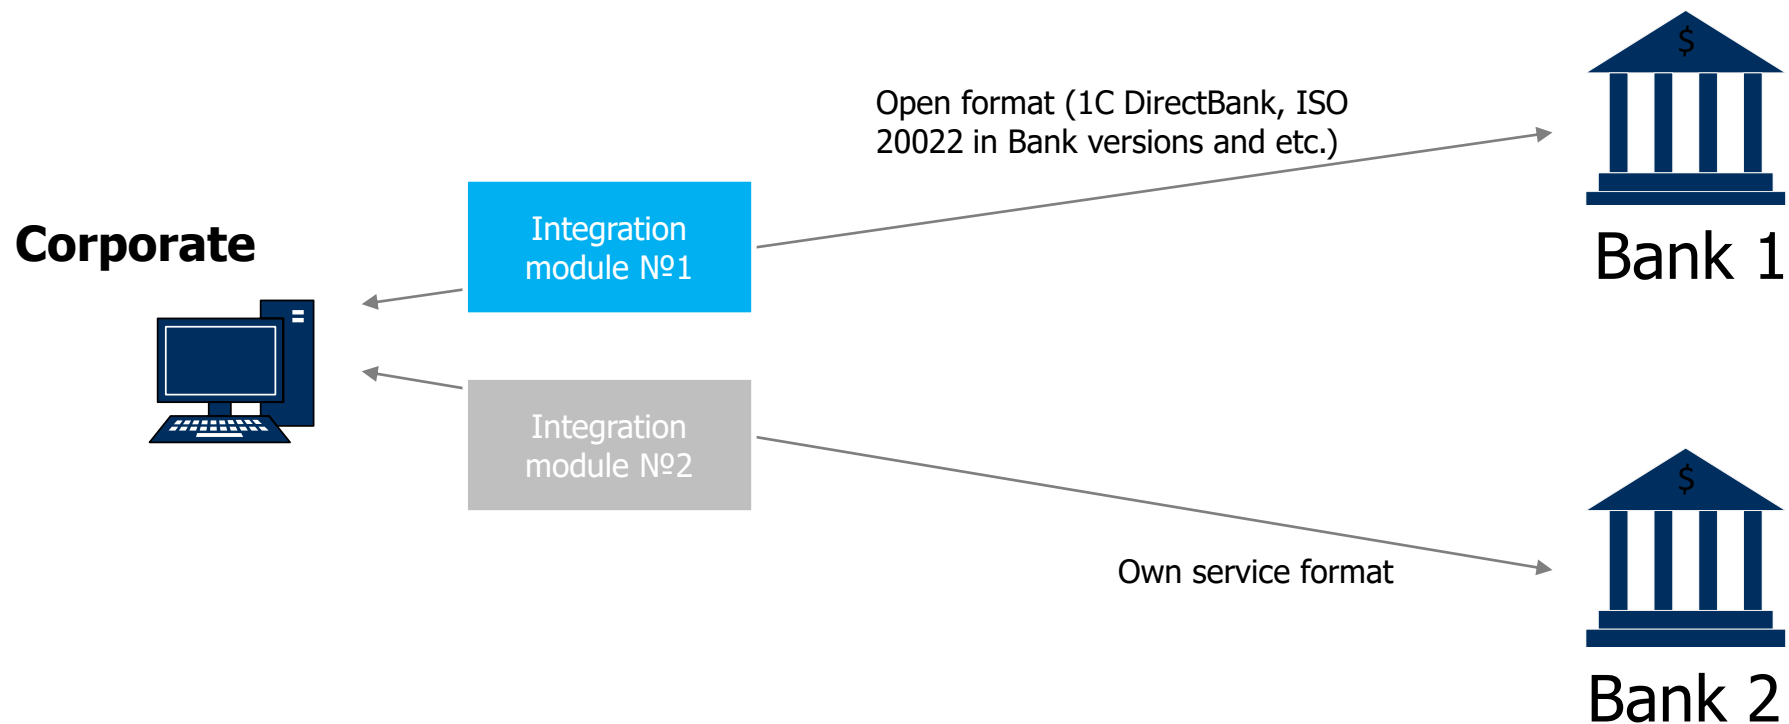 $
Open format (1C DirectBank, ISO
20022 in Bank versions and etc.)
Integration
module №1
Corporate
Bank 1
Integration
module №2
$
Own service format
Bank 2